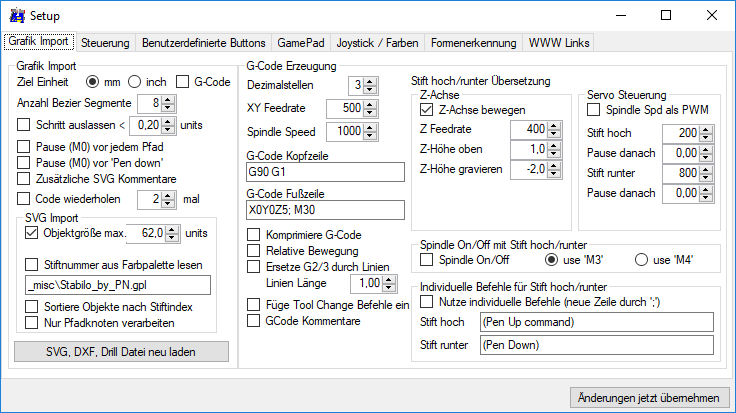 Setup
Grafik Import
Steuerung
Benutzerdefinierte Buttons
GamePad
Joystick / Farben
Formenerkennung
WWW Links
Grafik Import
Ziel Einheit
mm
inch
G-Code
Anzahl Bezier Segmente
8
Schritt auslassen <
0,20
units
Pause (M0) vor jedem Pfad
Pause (M0) vor 'Pen down'
Zusätzliche SVG Kommentare
Code wiederholen
2
mal
SVG Import
Objektgröße max.
62,0
units
Stiftnummer aus Farbpalette lesen
_misc\Stabilo_by_PN.gpl
Sortiere Objekte nach Stiftindex
Nur Pfadknoten verarbeiten
SVG, DXF, Drill Datei neu laden
G-Code Erzeugung
Dezimalstellen
3
XY Feedrate
500
Spindle Speed
1000
G-Code Kopfzeile
G90 G1
G-Code Fußzeile
X0Y0Z5; M30
Komprimiere G-Code
Relative Bewegung
Ersetze G2/3 durch Linien
Linien Länge
1,00
Füge Tool Change Befehle ein
GCode Kommentare
Stift hoch/runter Übersetzung
Z-Achse
Z-Achse bewegen
Z Feedrate
400
Z-Höhe oben
1,0
Z-Höhe gravieren
-2,0
Servo Steuerung
Spindle Spd als PWM
Stift hoch
200
Pause danach
0,00
Stift runter
800
Pause danach
0,00
Spindle On/Off mit Stift hoch/runter
Spindle On/Off
use 'M3'
use 'M4'
Individuelle Befehle für Stift hoch/runter
Nutze individuelle Befehle (neue Zeile durch ';')
Stift hoch
(Pen Up command)
Stift runter
(Pen Down)
Änderungen jetzt übernehmen